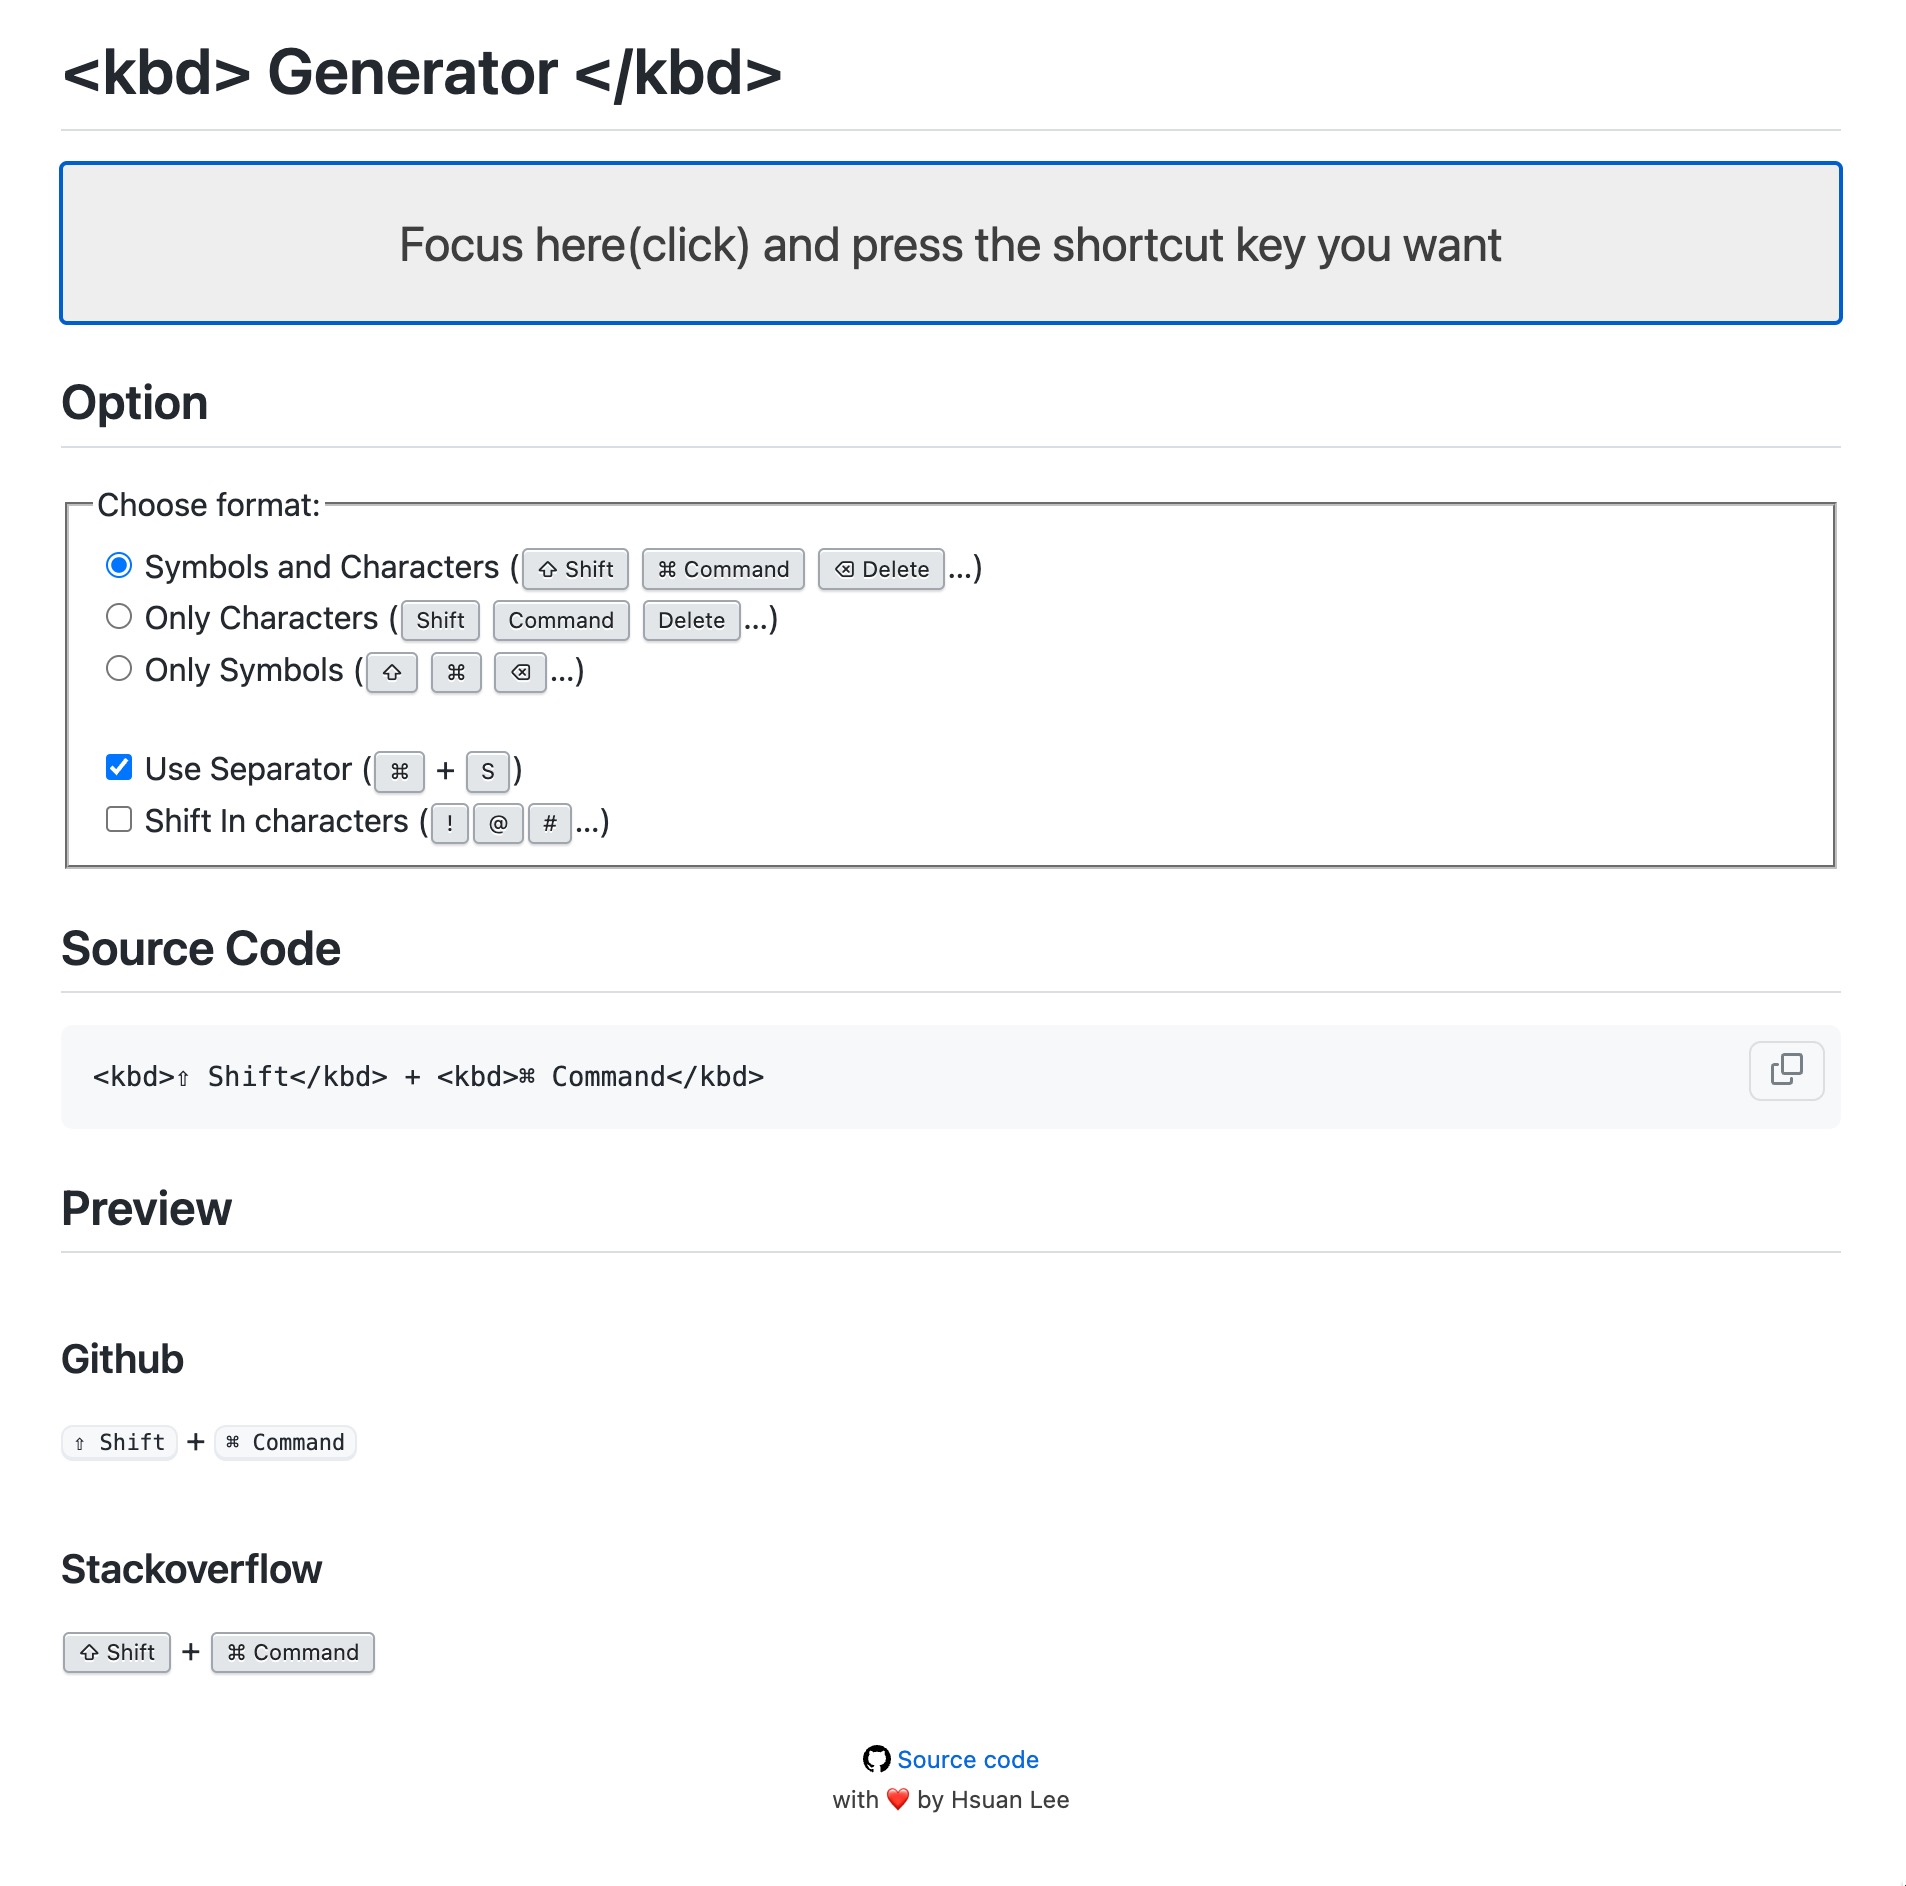 <kbd> Generator </kbd>
Focus here(click) and press the shortcut key you want
Option
Choose format:
Symbols and Characters (⇧ Shift ⌘ Command ⌫ Delete...)
Only Characters (Shift Command Delete...)
Only Symbols (⇧ ⌘ ⌫...)
Use Separator (⌘ + S)
Shift In characters (! @ #...)
Source Code
<kbd>⇧ Shift</kbd> + <kbd>⌘ Command</kbd>
Preview
Github
⇧ Shift + ⌘ Command
Stackoverflow
⇧ Shift + ⌘ Command
Source code
with ❤️ by Hsuan Lee